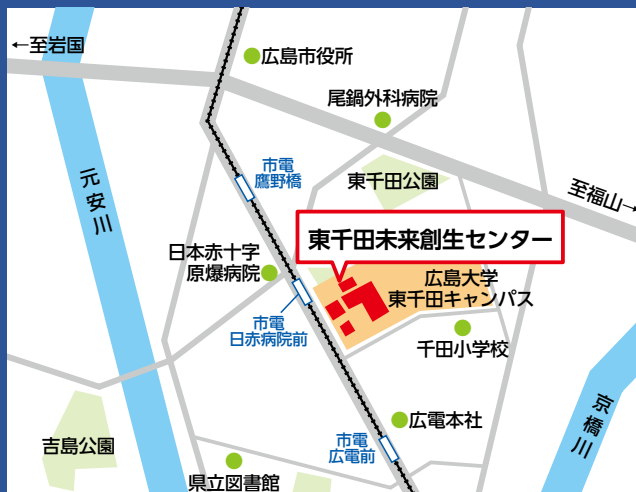 ←至岩国
広島市役所
尾鍋外科病院
市電
鷹野橋
東千田公園
至福山→
元安川
東千田未来創生センター
日本赤十字
原爆病院
広島大学
東千田キャンパス
市電
日赤病院前
千田小学校
京橋川
広電本社
吉島公園
市電
広電前
県立図書館